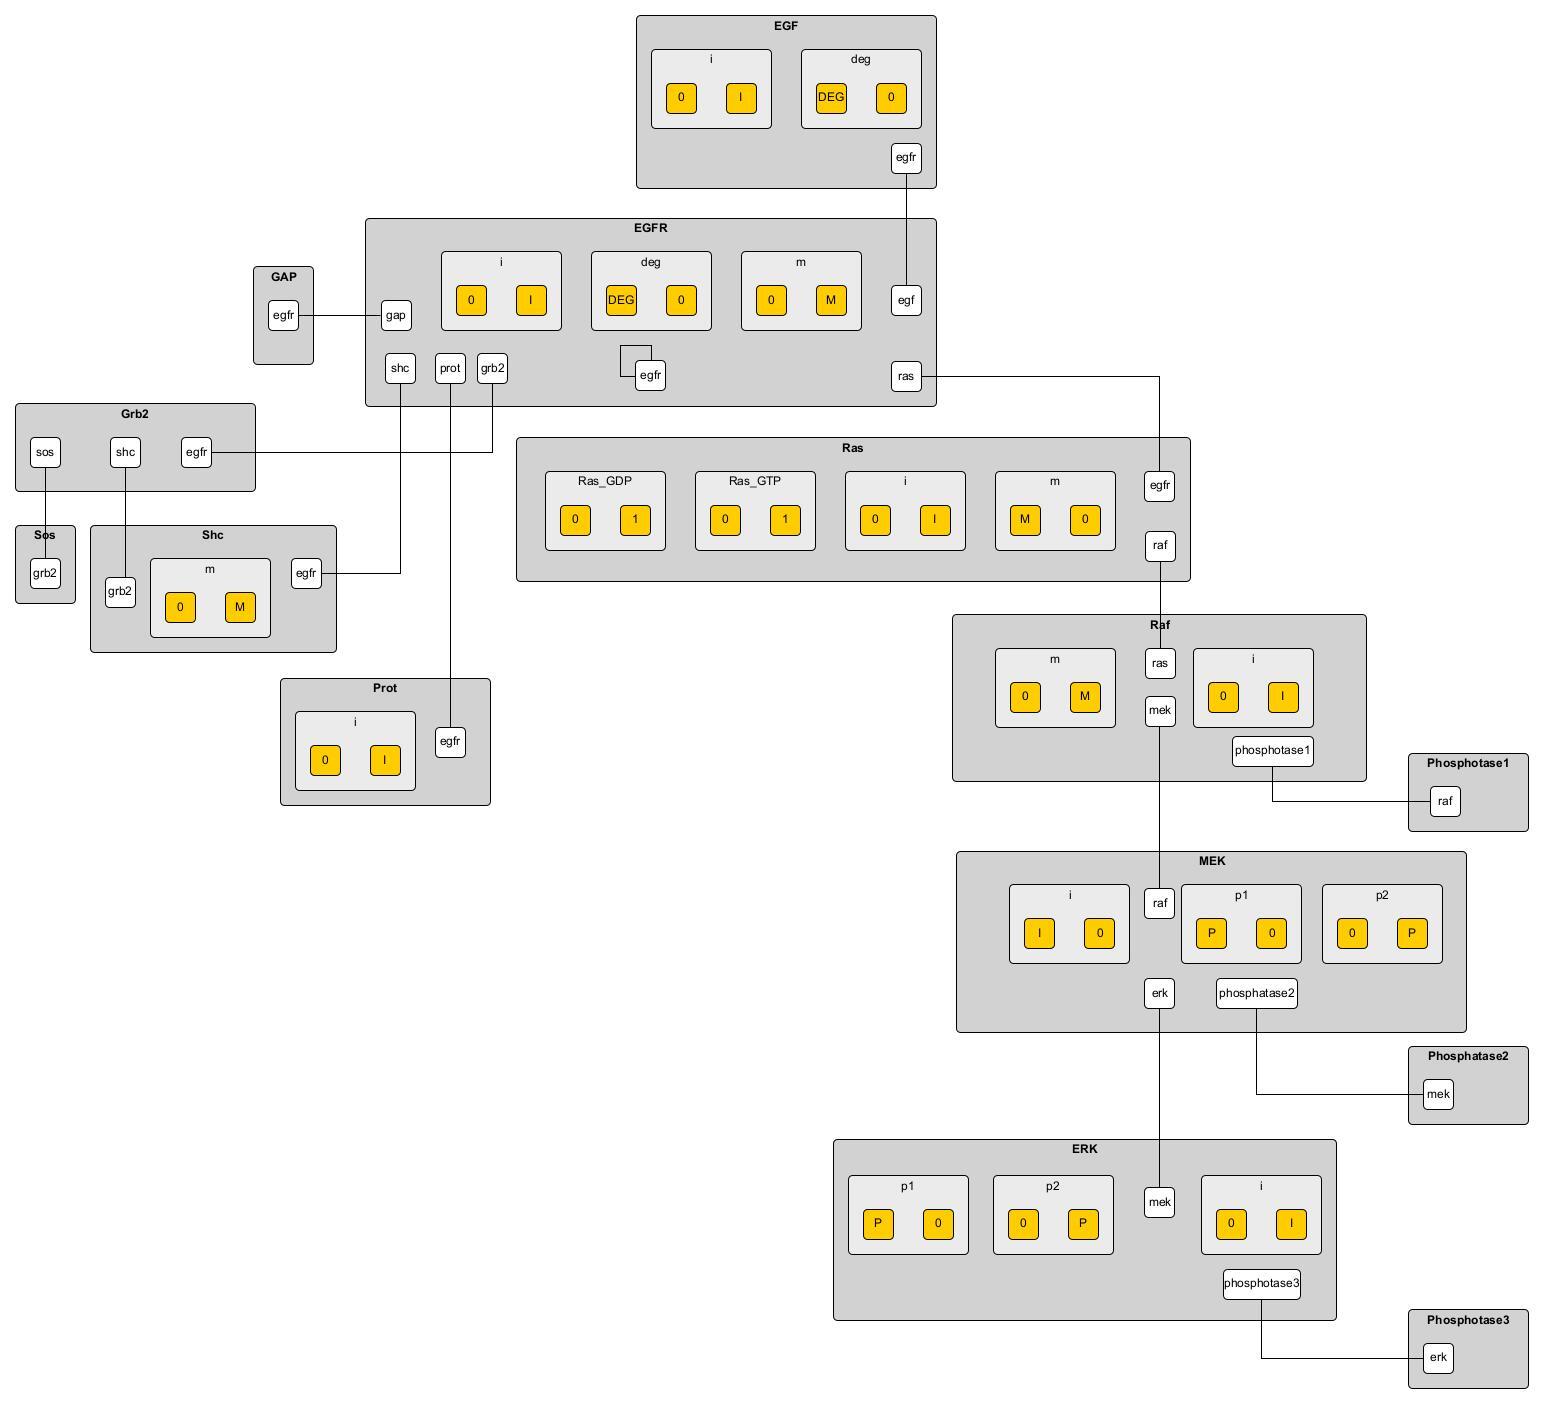 EGF
i
deg
0
I
DEG
0
egfr
EGFR
i
deg
m
0
I
DEG
0
0
M
egf
gap
shc
prot
grb2
egfr
ras
GAP
egfr
Grb2
sos
shc
egfr
Sos
grb2
Shc
m
0
M
grb2
egfr
Ras
Ras_GDP
Ras_GTP
i
m
0
1
0
1
0
I
M
0
egfr
raf
Prot
i
0
I
egfr
Raf
m
ras
i
0
M
mek
0
I
phosphotase1
Phosphotase1
raf
MEK
i
raf
p1
p2
I
0
P
0
0
P
erk
phosphatase2
Phosphatase2
mek
ERK
p1
p2
mek
i
P
0
0
P
0
I
phosphotase3
Phosphotase3
erk